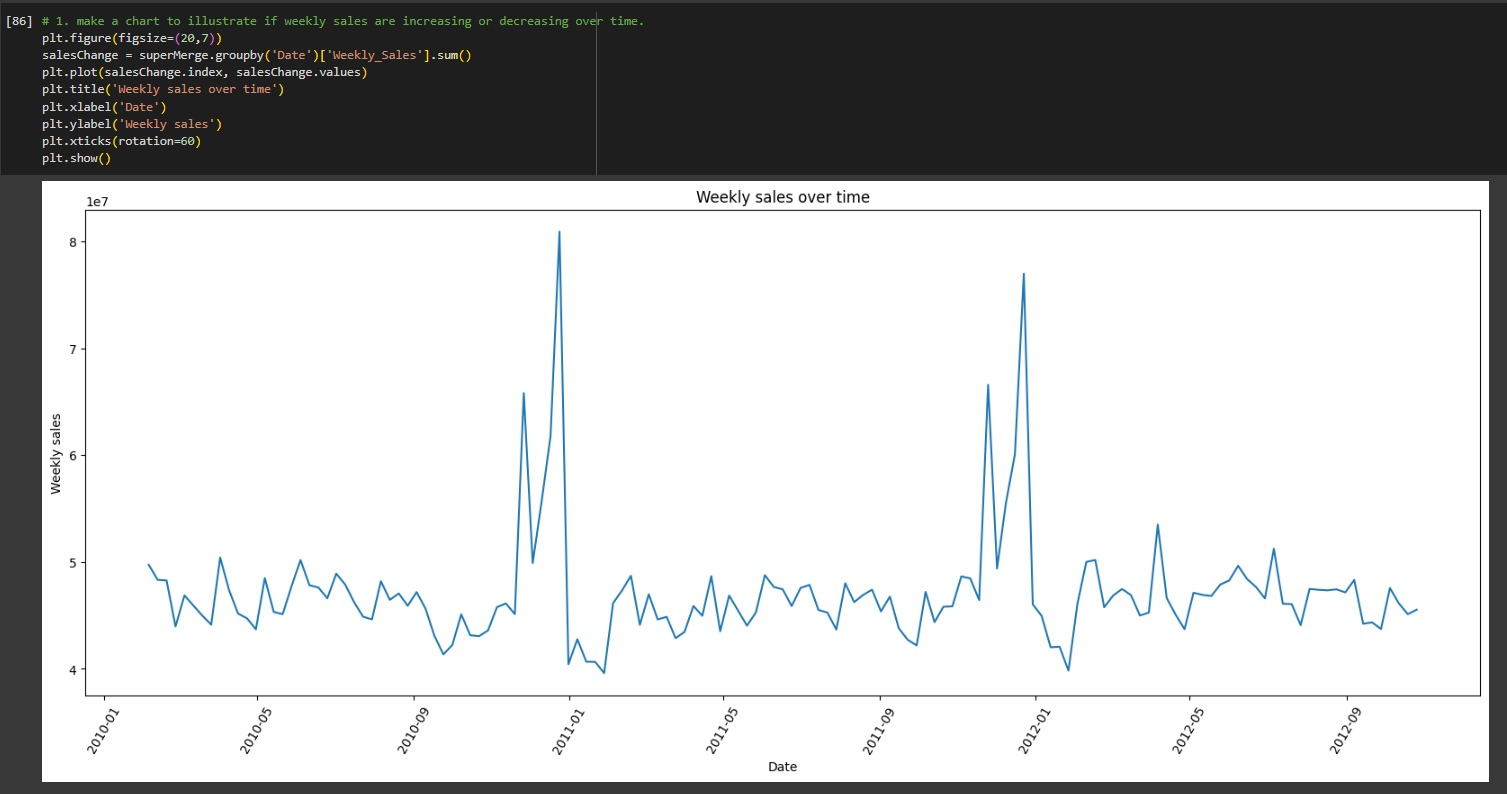 [86] # 1. make a chart to illustrate if weekly sales are increasing or decreasing over time.
plt.figure(figsize=(20,7))
salesChange = superMerge.groupby('Date')['Weekly_Sales'].sum()
plt.plot(salesChange.index, salesChange.values)
plt.title('Weekly sales over time')
plt.xlabel('Date')
plt.ylabel('Weekly sales')
plt.xticks(rotation=60)
plt.show()
Weekly sales over time
1e7
8
7
6
5
4
Weekly sales
2010-01
2010-05
2010-09
2011-01
2011-05
2011-09
2012-01
2012-05
2012-09
Date